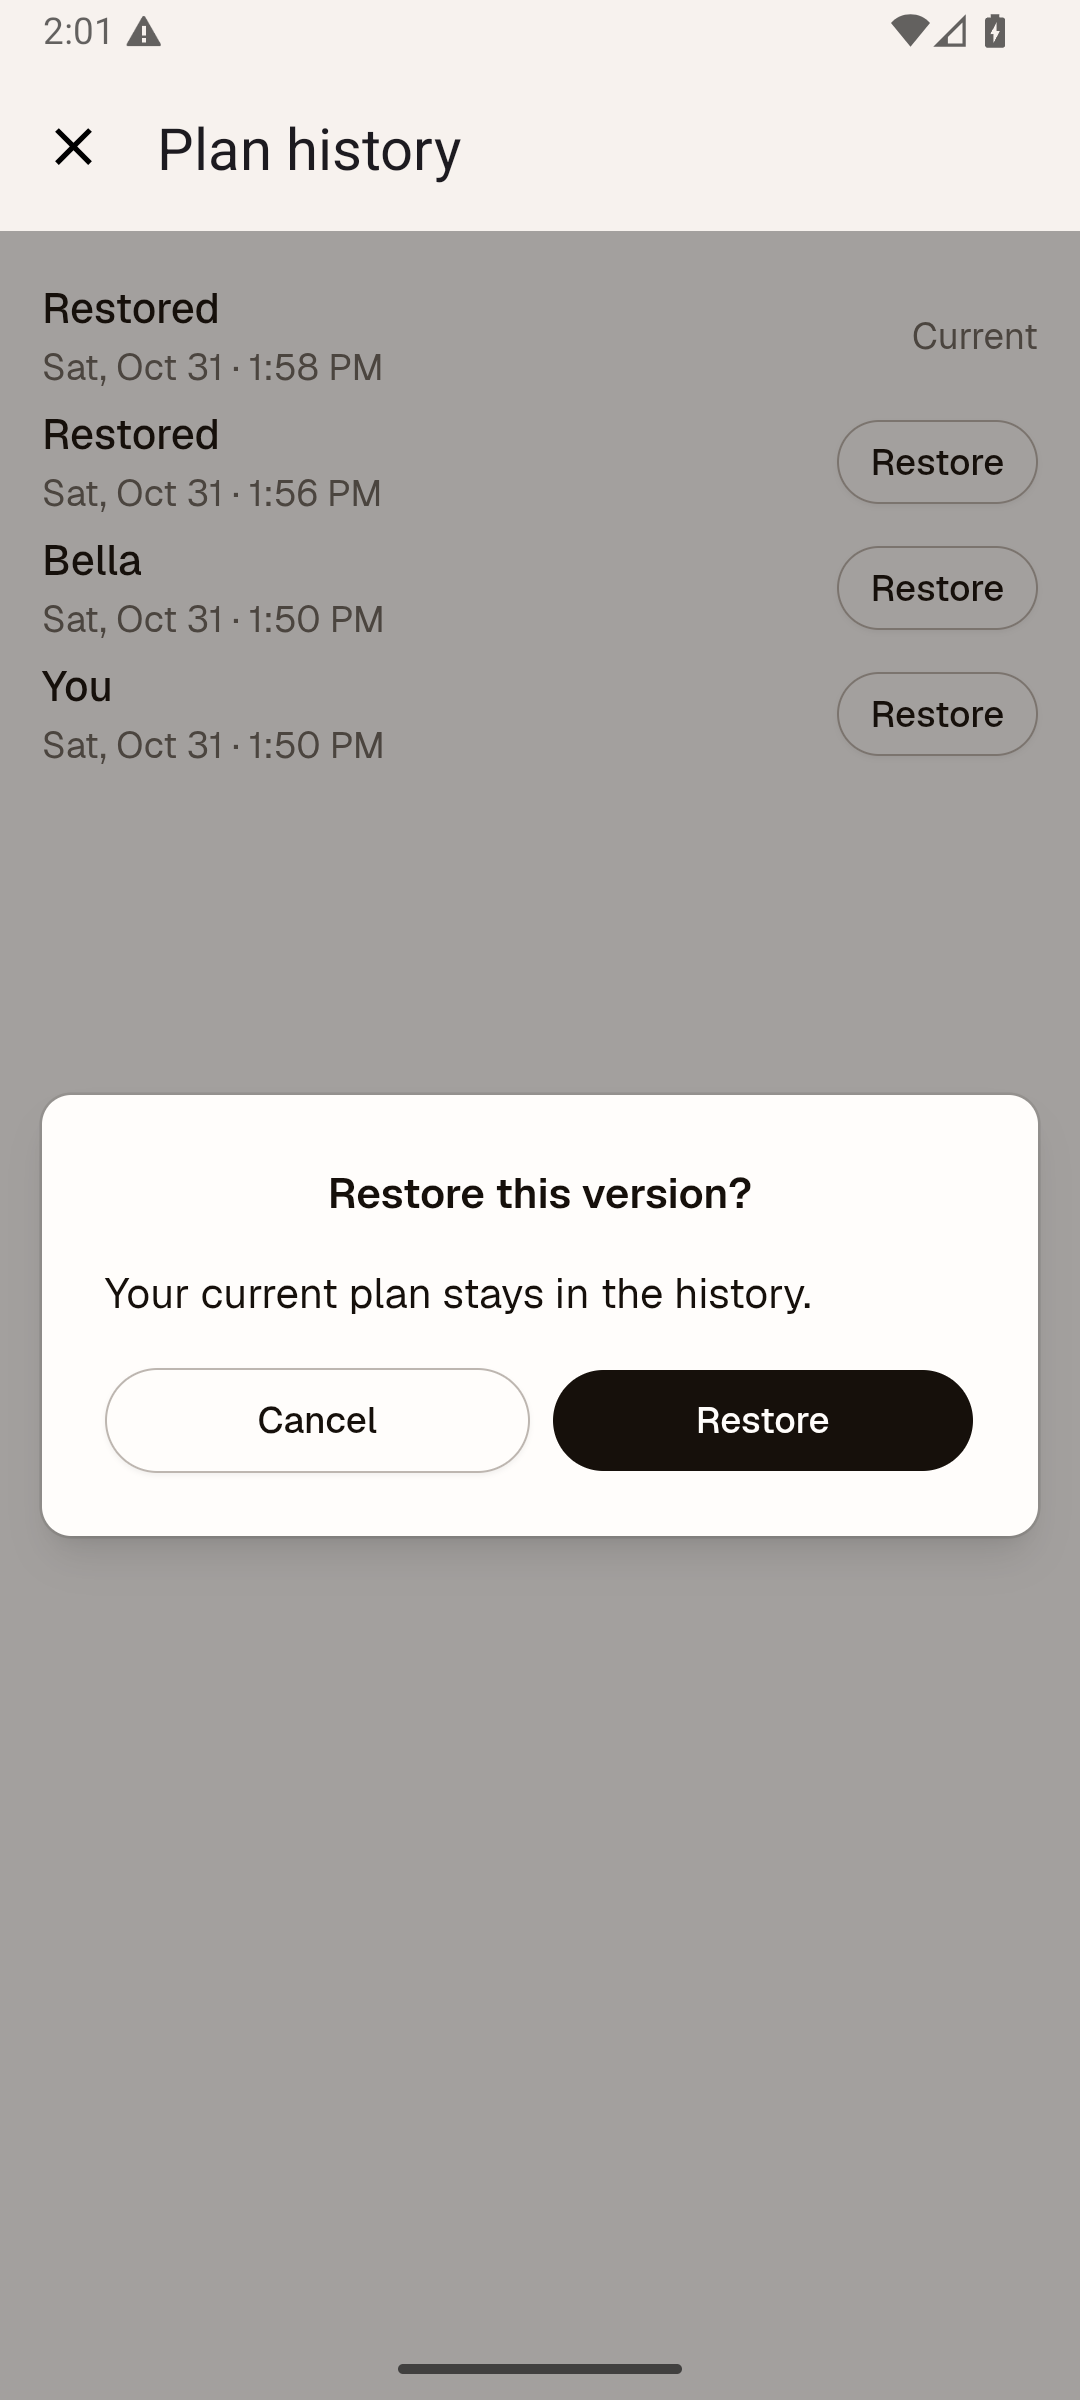 2:01
Plan history
Restored
Sat, Oct 31 · 1:58 PM
Current
Restored
Sat, Oct 31 · 1:56 PM
Restore
Bella
Sat, Oct 31 · 1:50 PM
Restore
You
Sat, Oct 31 · 1:50 PM
Restore
Restore this version?
Your current plan stays in the history.
Cancel
Restore